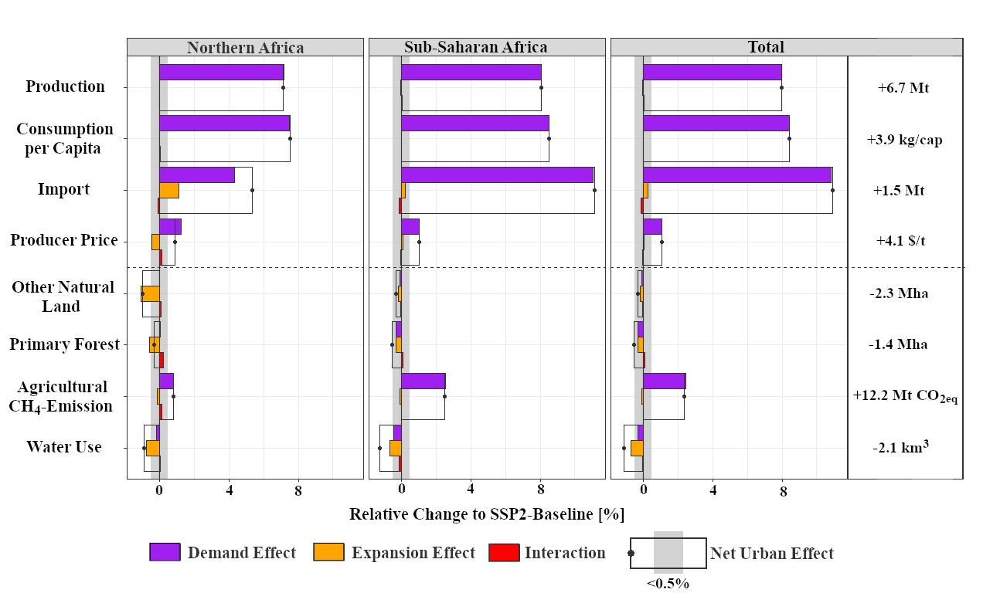 Northern Africa
Sub-Saharan Africa
Total
Production
+6.7 Mt
Consumption
per Capita
+3.9 kg/cap
Import
+1.5 Mt
Producer Price
+4.1 $/t
Other Natural
Land
-2.3 Mha
Primary Forest
-1.4 Mha
Agricultural
CH4-Emission
+12.2 Mt CO2eq
Water Use
-2.1 km³
0 4 8
0 4 8
0 4 8
Relative Change to SSP2-Baseline [%]
Demand Effect
Expansion Effect
Interaction
Net Urban Effect
<0.5%